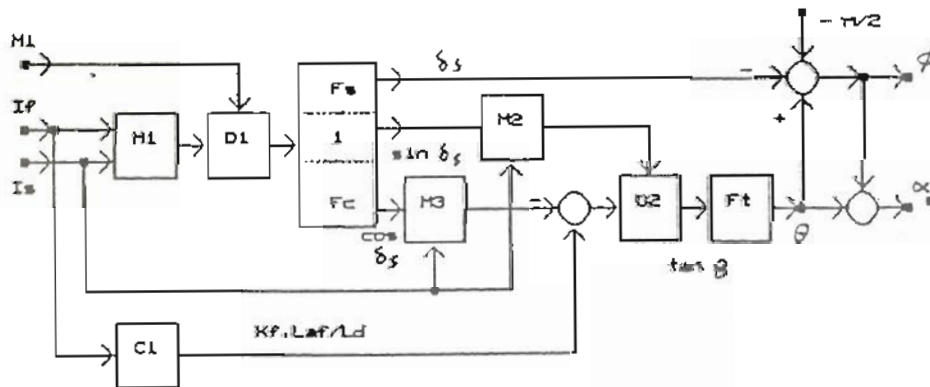 - π/2
M1
δs
-
ϕ
Fs
If
M2
M1
D1
1
+
sin δs
Is
Fc
M3
-
D2
Ft
α
cos
δs
θ
tan θ
Kf.Laf/Ld
C1